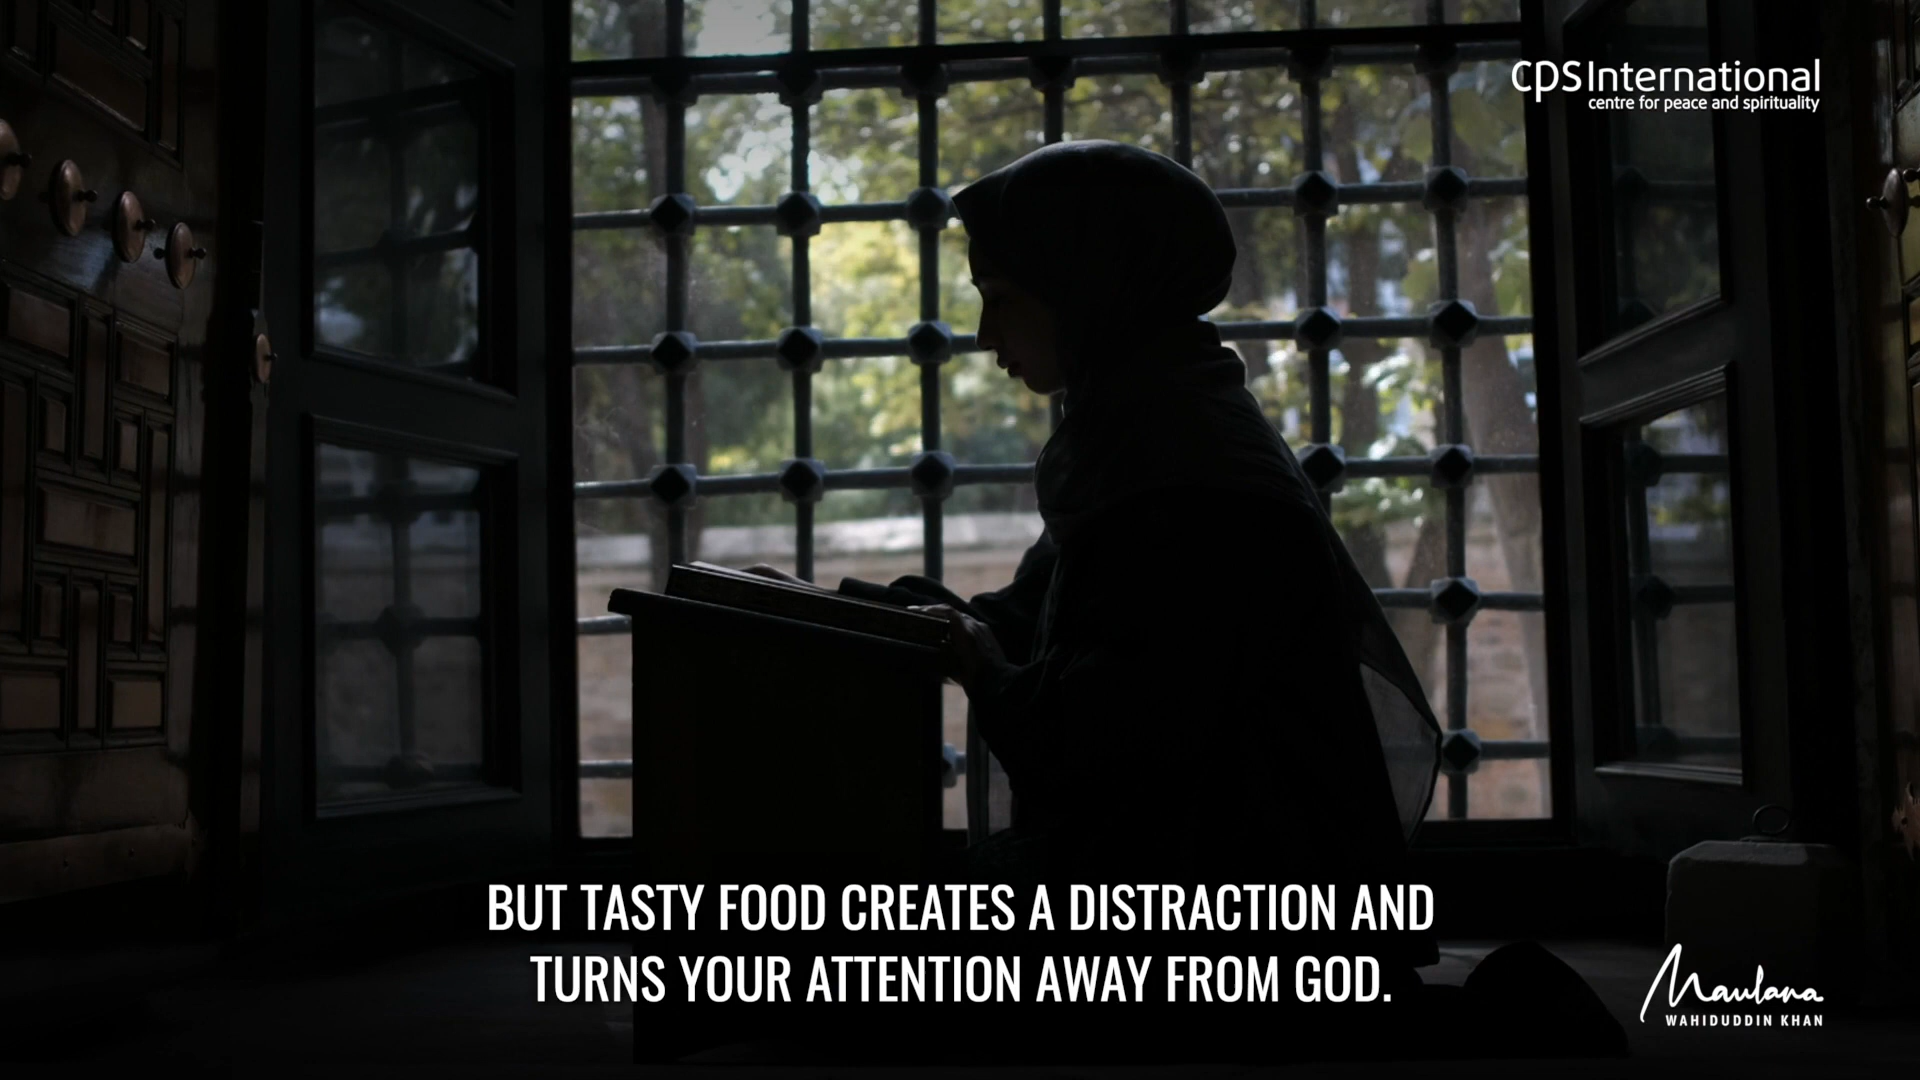 CPS International
centre for peace and spirituality
BUT TASTY FOOD CREATES A DISTRACTION AND
TURNS YOUR ATTENTION AWAY FROM GOD.
Maulana
WAHIDUDDIN KHAN